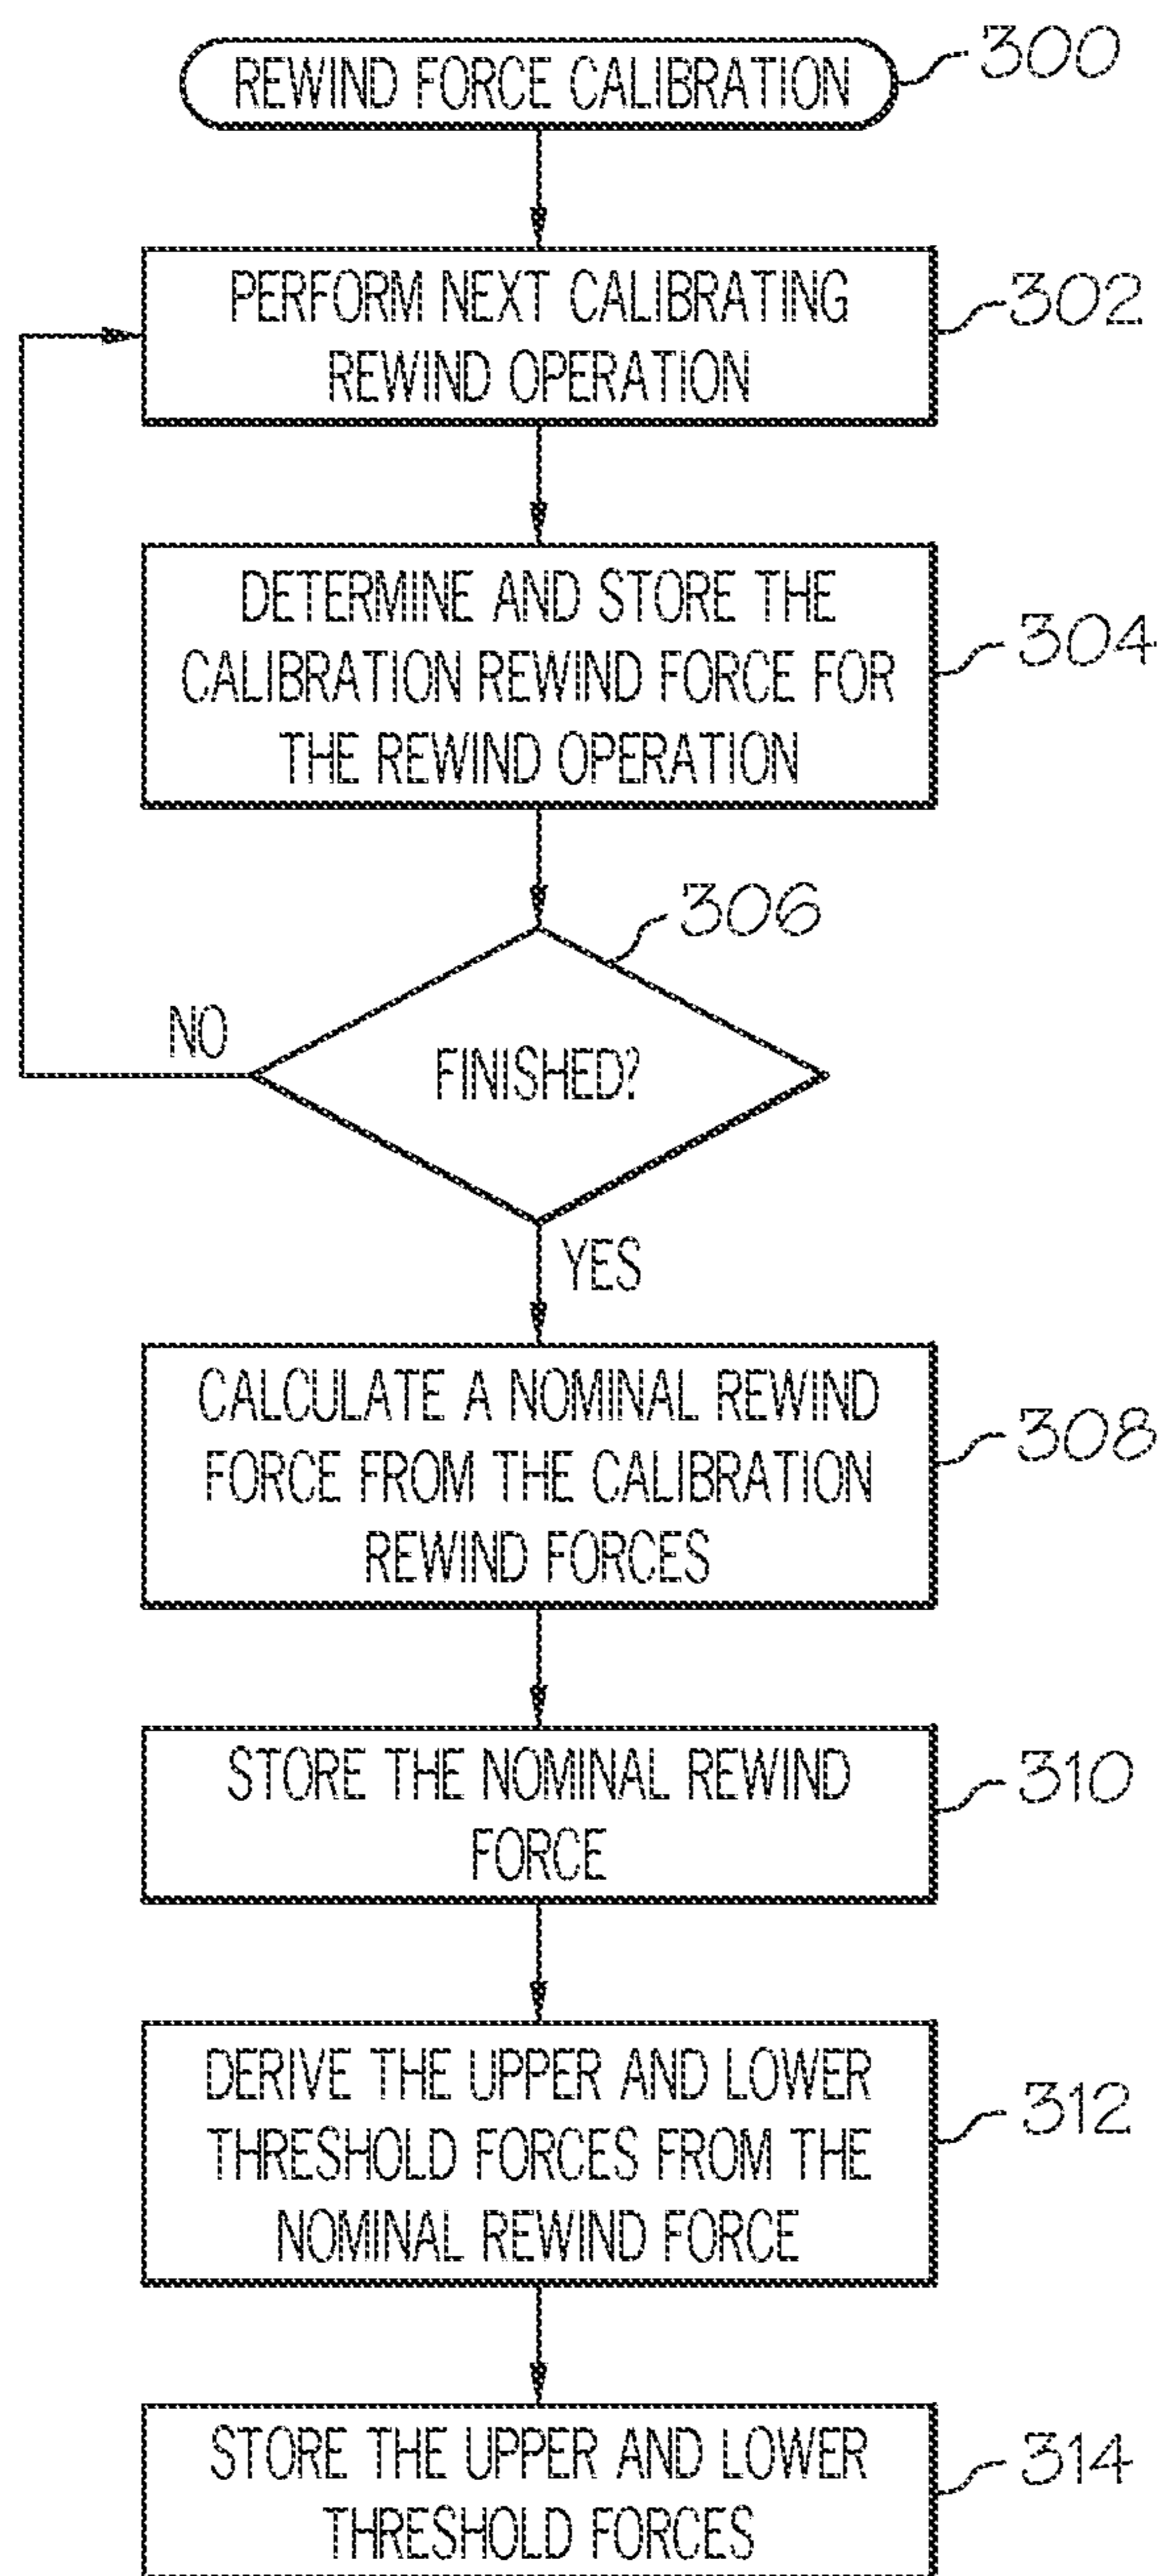 REWIND FORCE CALIBRATION
300
PERFORM NEXT CALIBRATING
REWIND OPERATION
302
DETERMINE AND STORE THE
CALIBRATION REWIND FORCE FOR
THE REWIND OPERATION
304
306
NO
FINISHED?
YES
CALCULATE A NOMINAL REWIND
FORCE FROM THE CALIBRATION
REWIND FORCES
308
STORE THE NOMINAL REWIND
FORCE
310
DERIVE THE UPPER AND LOWER
THRESHOLD FORCES FROM THE
NOMINAL REWIND FORCE
312
STORE THE UPPER AND LOWER
THRESHOLD FORCES
314